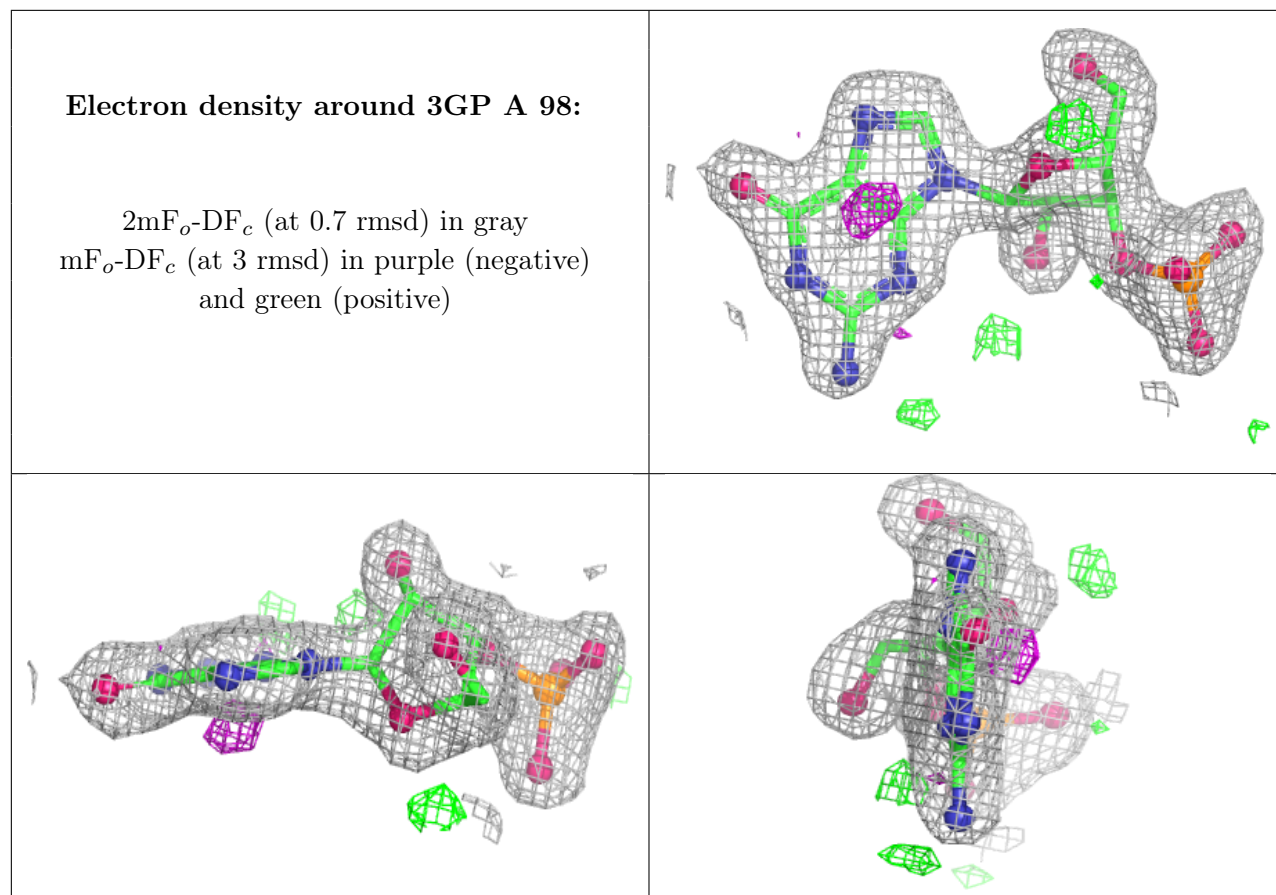 Electron density around 3GP A 98:
2mFo-DFc (at 0.7 rmsd) in gray
mFo-DFc (at 3 rmsd) in purple (negative)
and green (positive)